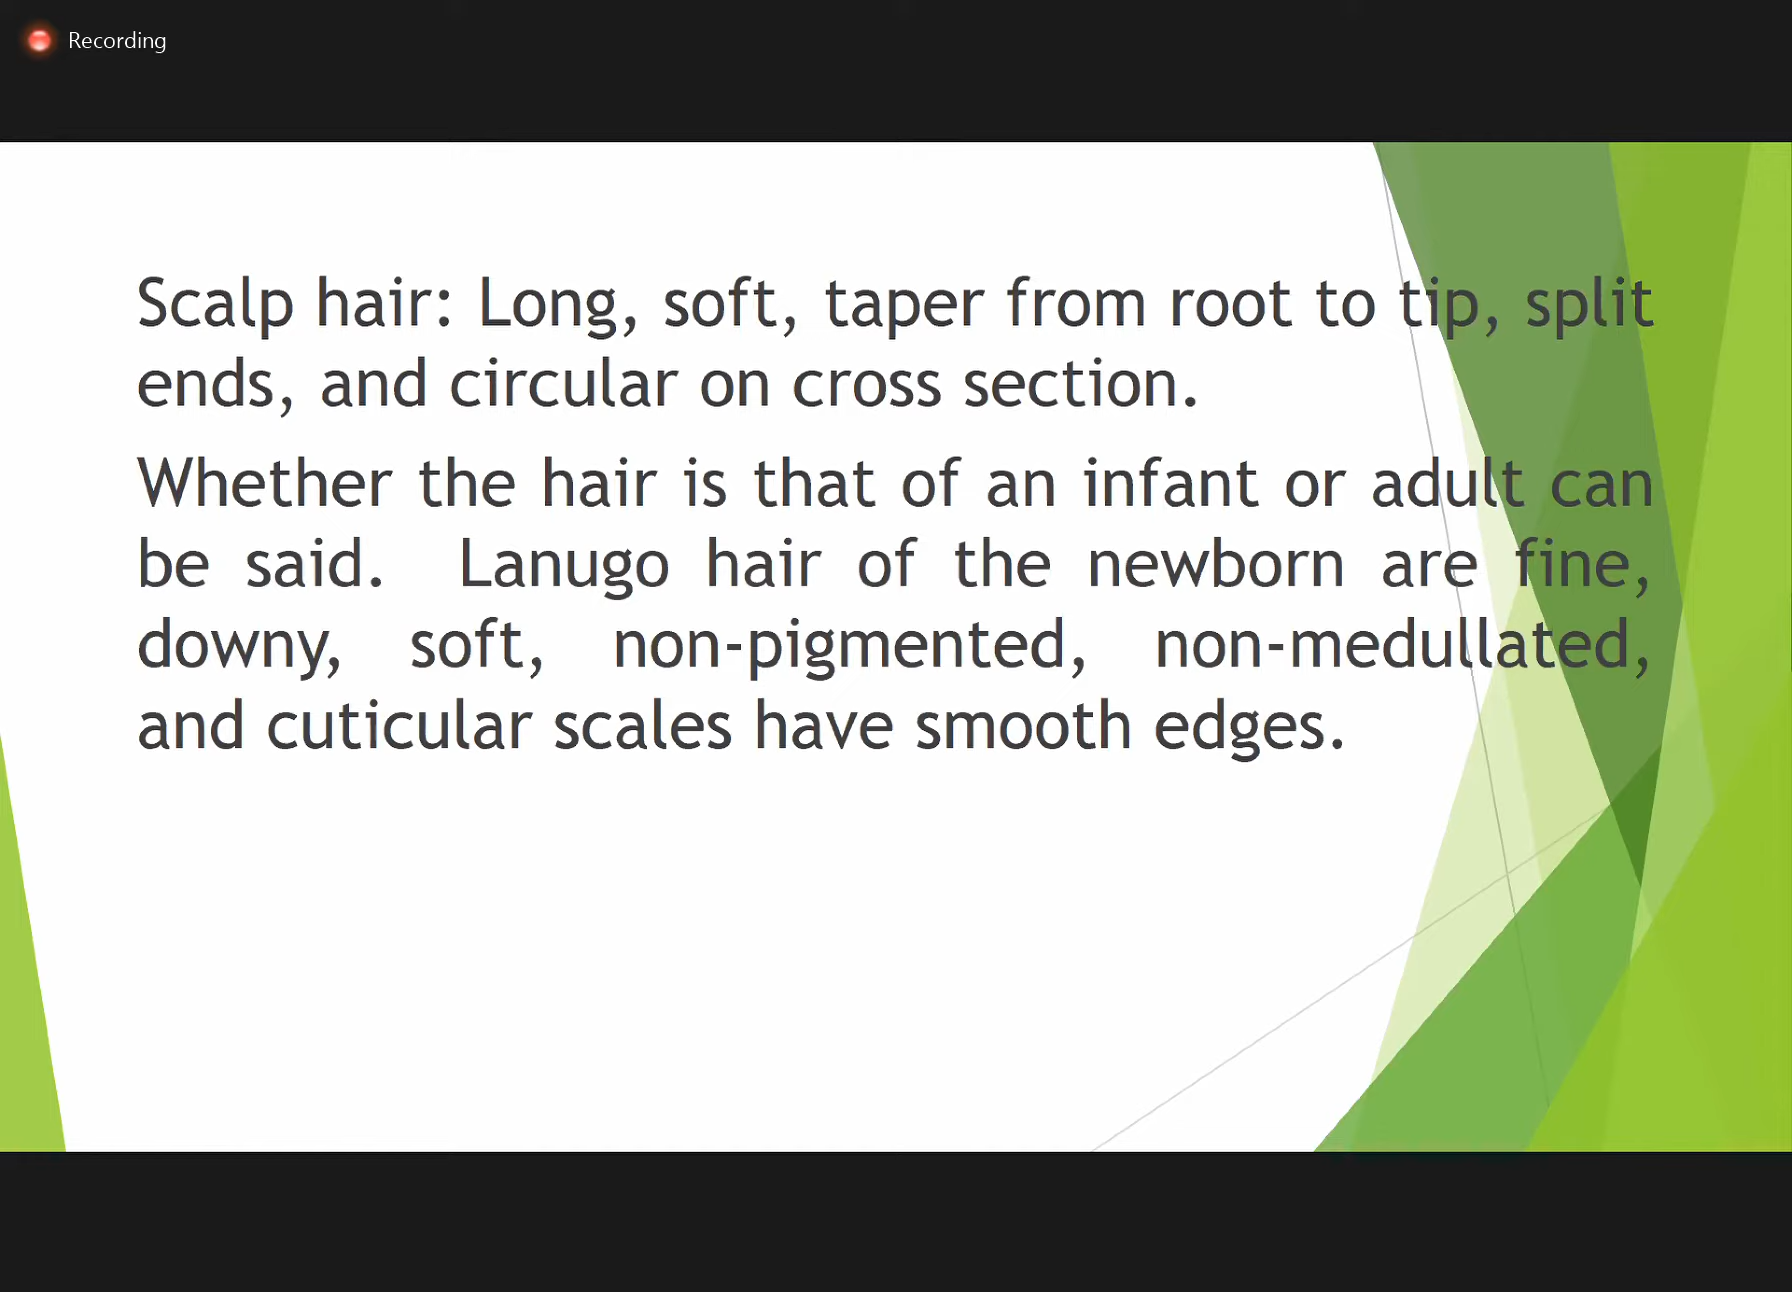 Recording
Scalp hair: Long, soft, taper from root to tip, split
ends, and circular on cross section.
Whether the hair is that of an infant or adult can
be said. Lanugo hair of the newborn are fine,
downy, soft, non-pigmented, non-medullated,
and cuticular scales have smooth edges.